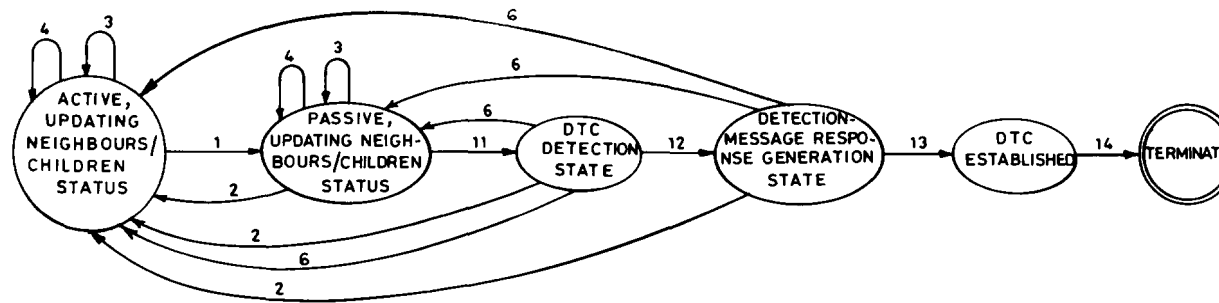 6
4
3
4
3
6
6
ACTIVE,
UPDATING
NEIGHBOURS/
CHILDREN
STATUS
1
PASSIVE,
UPDATING NEIGH-
BOURS/CHILDREN
STATUS
11
DTC
DETECTION
STATE
12
DETECTION-
MESSAGE RESPO-
NSE GENERATION
STATE
13
DTC
ESTABLISHED
14
TERMINAT
2
2
6
2